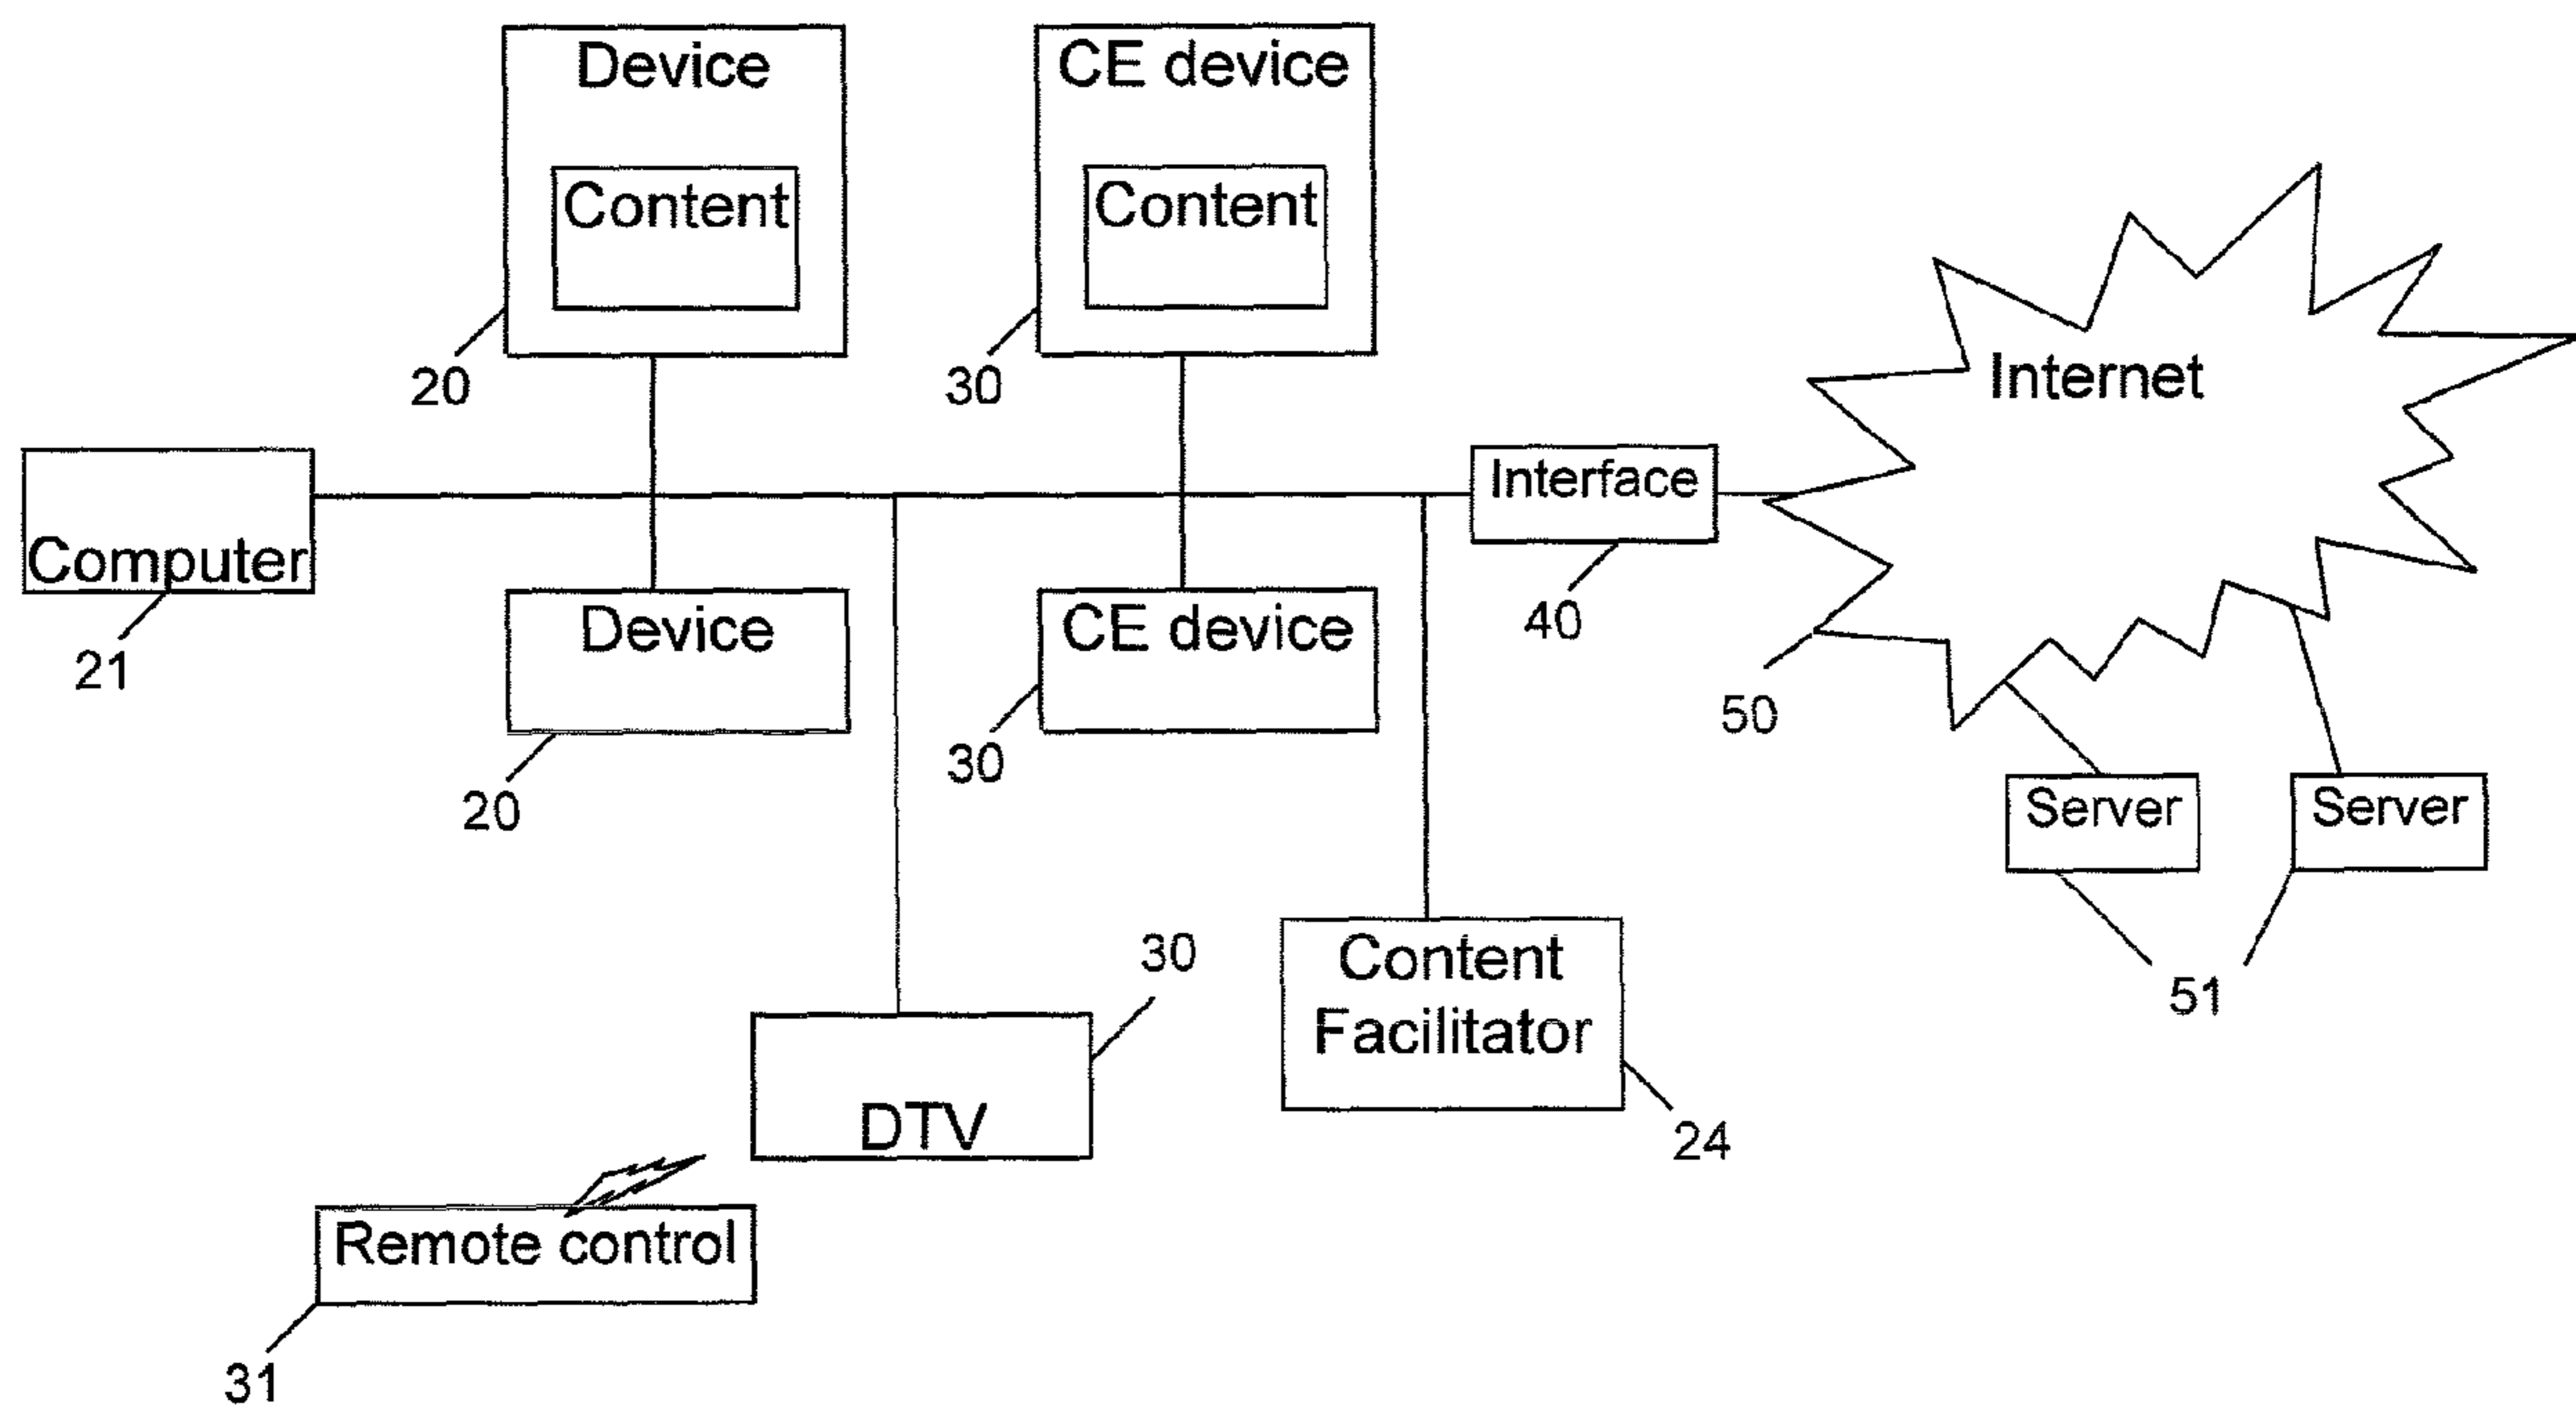 Device
CE device
Content
Content
20
30
Internet
Computer
Interface
21
40
Device
CE device
20
30
50
Server
Server
51
30
Content
Facilitator
DTV
24
Remote control
31